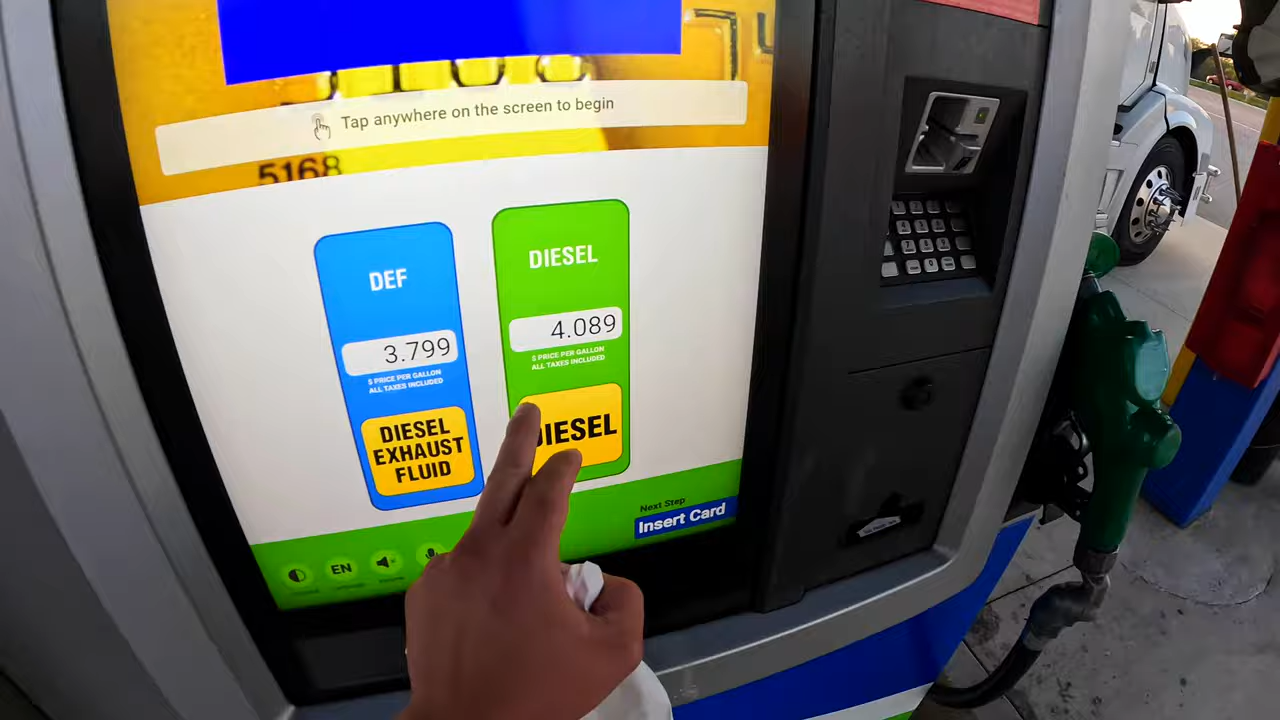 Tap anywhere on the screen to begin
5168
DEF
3.799
$ PRICE PER GALLON
ALL TAXES INCLUDED
DIESEL
EXHAUST
FLUID
DIESEL
4.089
$ PRICE PER GALLON
ALL TAXES INCLUDED
DIESEL
Next Step
Insert Card
EN